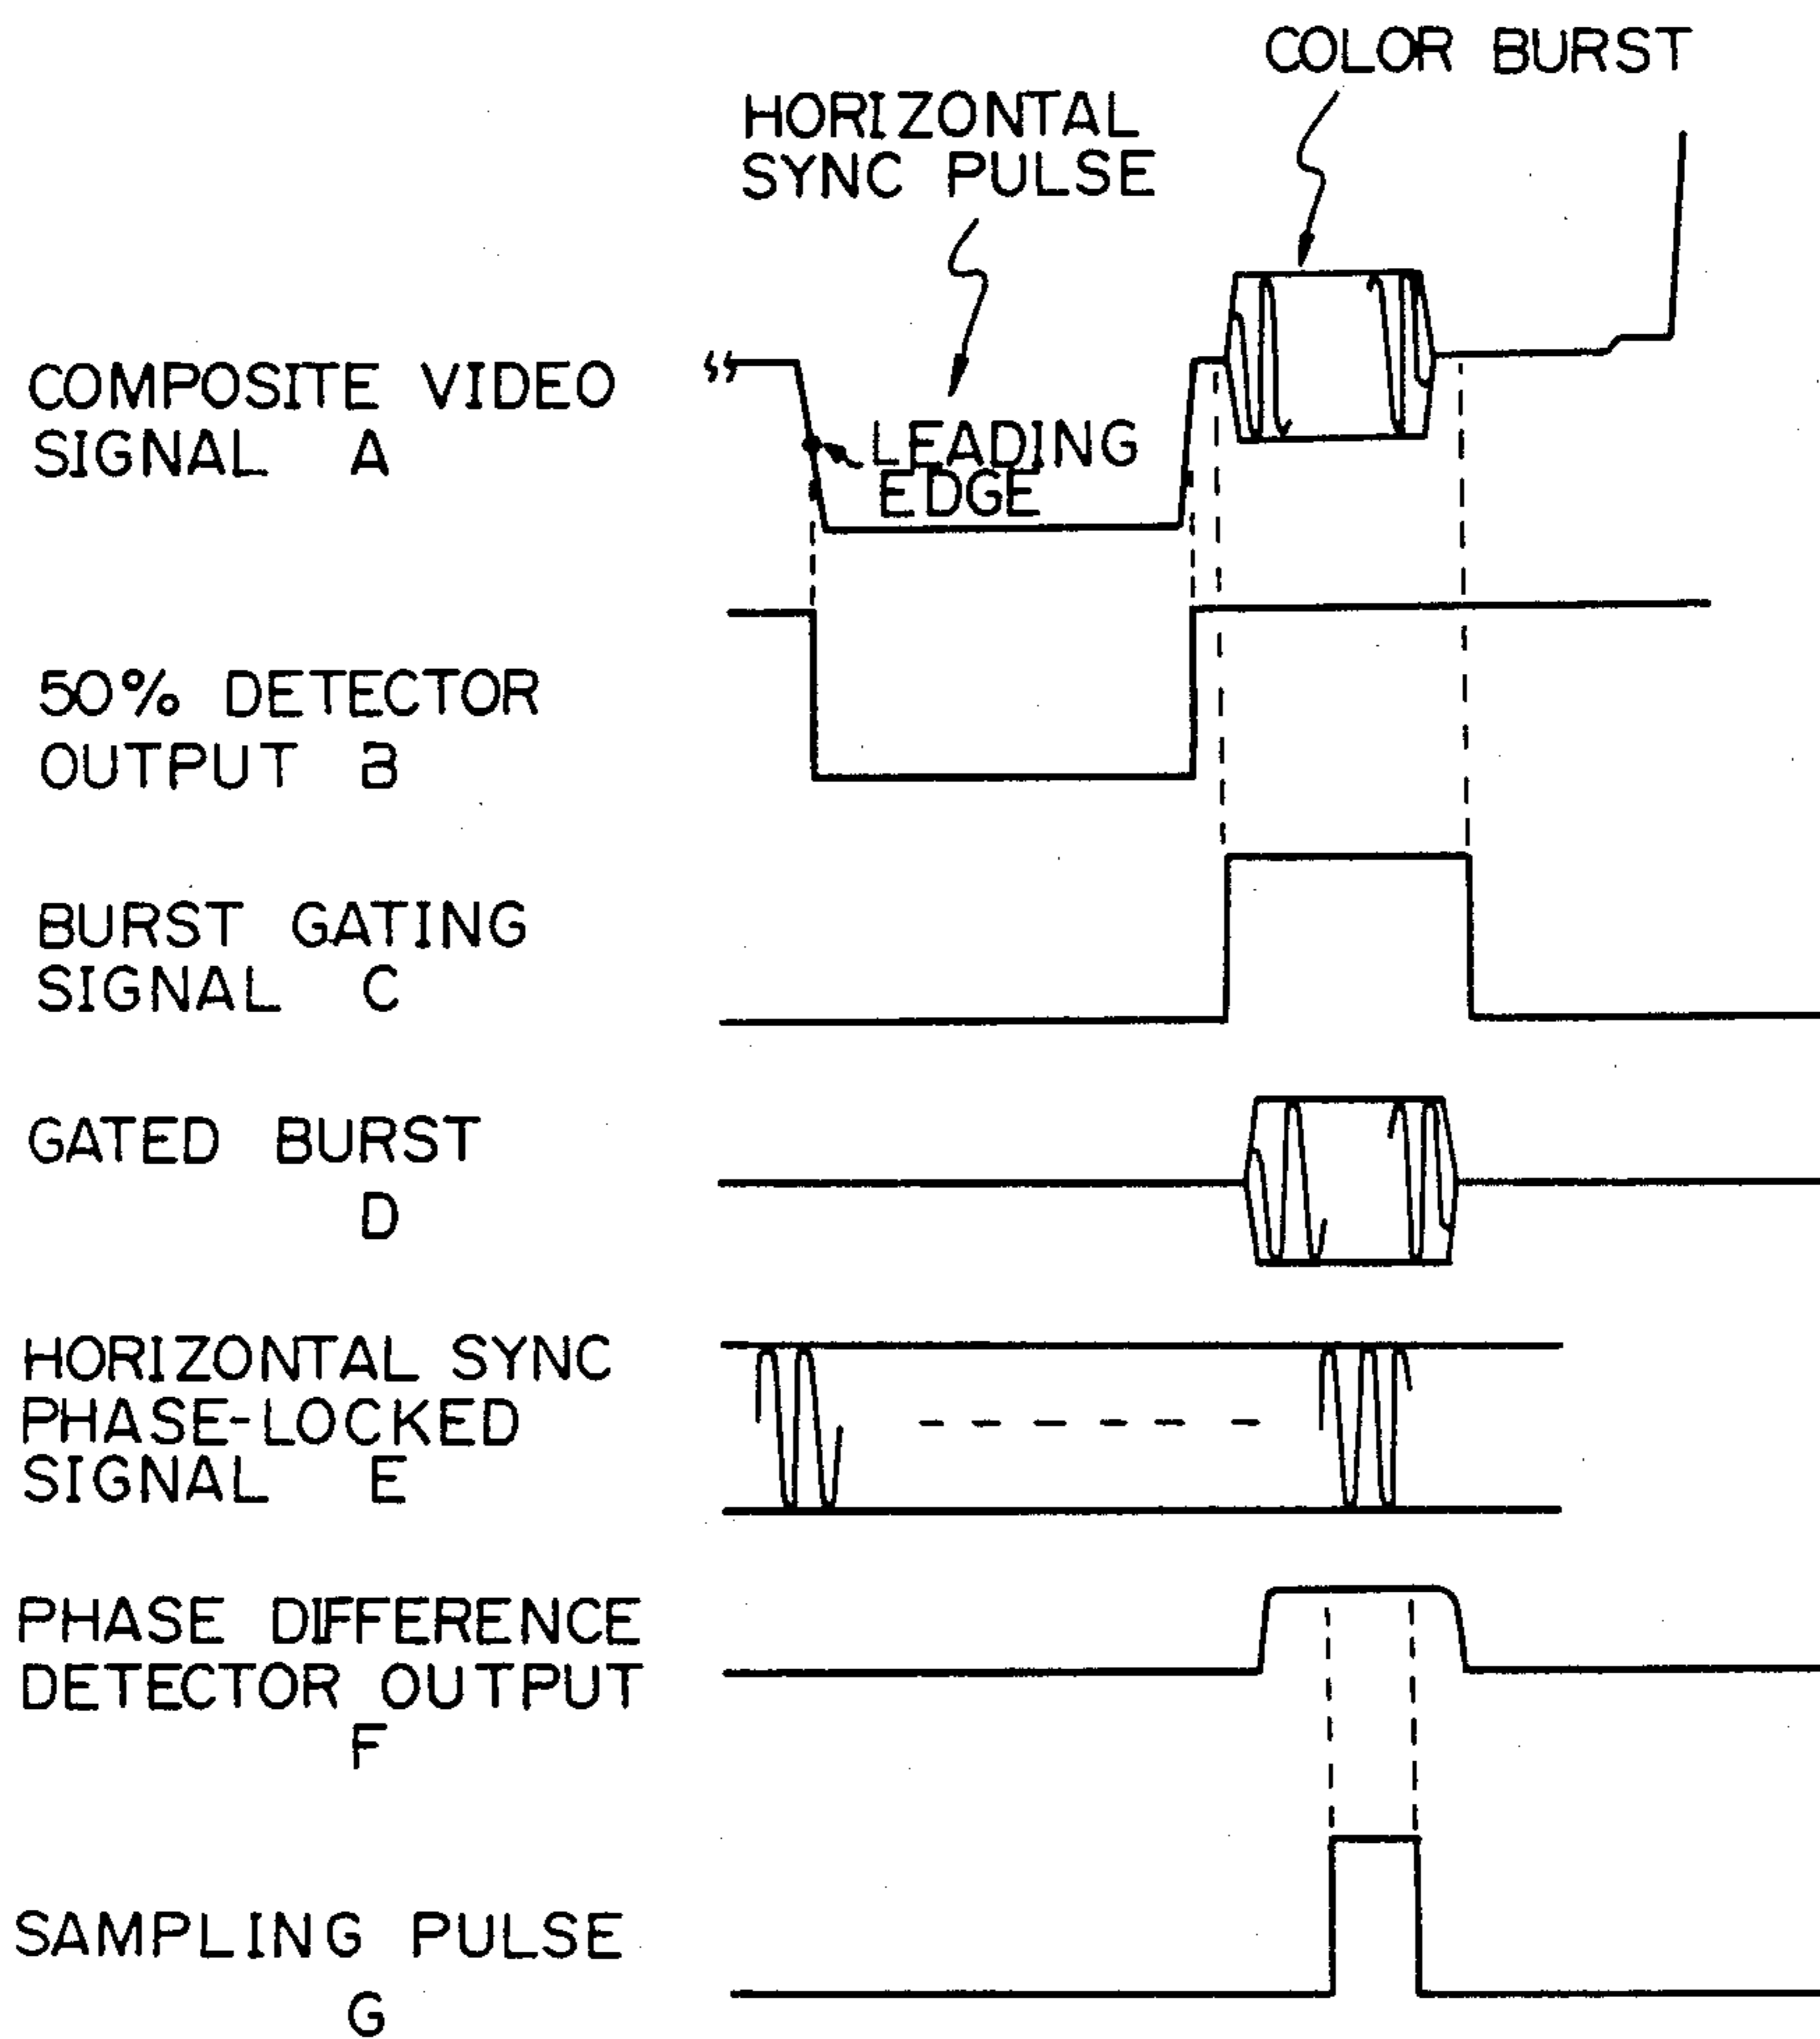 COLOR BURST
HORIZONTAL
SYNC PULSE
COMPOSITE VIDEO
SIGNAL A
LEADING
EDGE
50% DETECTOR
OUTPUT B
BURST GATING
SIGNAL C
GATED BURST
D
HORIZONTAL SYNC
PHASE-LOCKED
SIGNAL E
PHASE DIFFERENCE
DETECTOR OUTPUT
F
SAMPLING PULSE
G